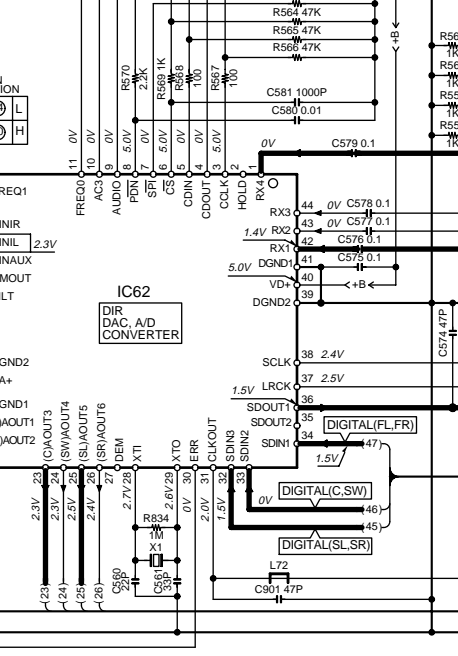 R564 47K
R565 47K
R566 47K
R570
2.2K
R569 1K
R568
100
R567
100
+B
C581 1000P
C580 0.01
ION
L
H
0V
0V
0V
5.0V
0V
5.0V
0V
0V
5.0V
0V
C579 0.1
11
10
9
8
7
6
5
4
3
2
1
FREQ0
AC3
AUDIO
PDN
SPI
CS
CDIN
CDOUT
CCLK
HOLD
RX4
REQ1
RX3
44
0V
C578 0.1
RX2
43
0V
C577 0.1
1.4V
RX1
42
C576 0.1
DGND1
41
C575 0.1
5.0V
VD+
40
+B
DGND2
39
NIR
NIL
2.3V
NAUX
MOUT
LT
IC62
DIR
DAC, A/D
CONVERTER
C574 47P
GND2
A+
GND1
)AOUT1
)AOUT2
SCLK
38
2.4V
LRCK
37
2.5V
1.5V
SDOUT1
36
SDOUT2
35
SDIN1
34
DIGITAL(FL,FR)
47
1.5V
(C)AOUT3
(SW)AOUT4
(SL)AOUT5
(SR)AOUT6
DEM
XTI
XTO
ERR
CLKOUT
SDIN3
SDIN2
23
24
25
26
27
28
29
30
31
32
33
2.3V
2.3V
2.5V
2.4V
2.7V
2.6V
0V
2.0V
1.5V
0V
DIGITAL(C,SW)
46
45
DIGITAL(SL,SR)
R834
1M
X1
C560
22P
C561
33P
L72
C901 47P
23
24
25
26